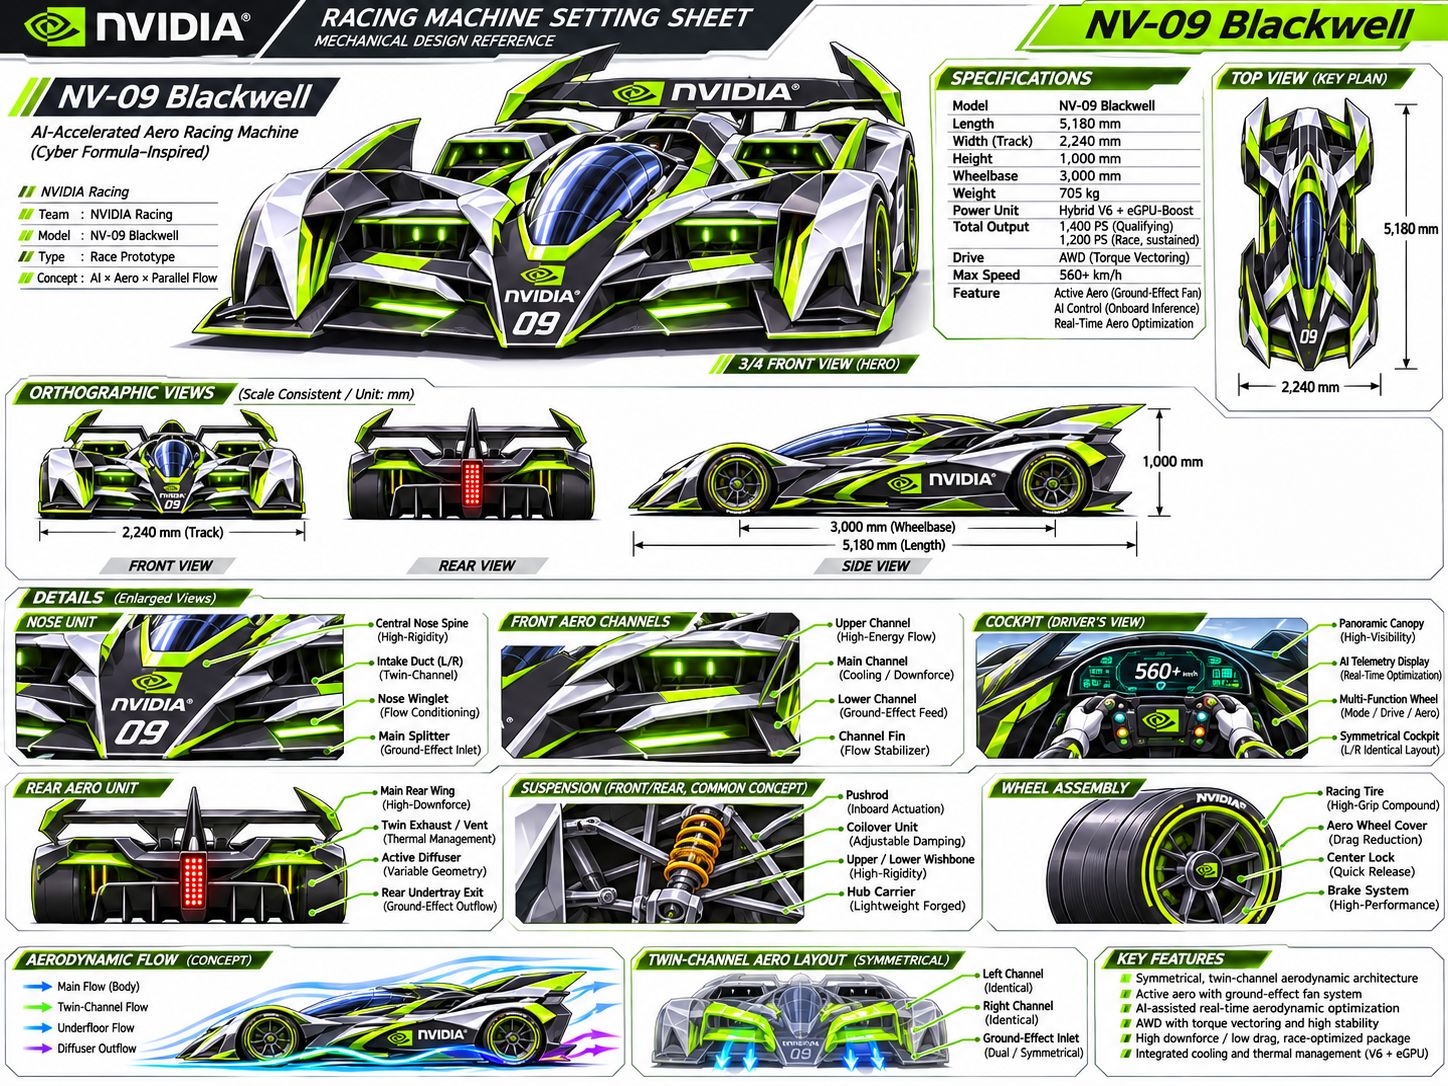 NVIDIA®
RACING MACHINE SETTING SHEET
MECHANICAL DESIGN REFERENCE
NV-09 Blackwell
NV-09 Blackwell
AI-Accelerated Aero Racing Machine
(Cyber Formula-Inspired)
NVIDIA Racing
Team : NVIDIA Racing
Model : NV-09 Blackwell
Type : Race Prototype
Concept : AI × Aero × Parallel Flow
NVIDIA®
NVIDIA®
09
3/4 FRONT VIEW (HERO)
SPECIFICATIONS
Model NV-09 Blackwell
Length 5,180 mm
Width (Track) 2,240 mm
Height 1,000 mm
Wheelbase 3,000 mm
Weight 705 kg
Power Unit Hybrid V6 + eGPU-Boost
Total Output 1,400 PS (Qualifying)
1,200 PS (Race, sustained)
Drive AWD (Torque Vectoring)
Max Speed 560+ km/h
Feature Active Aero (Ground-Effect Fan)
AI Control (Onboard Inference)
Real-Time Aero Optimization
TOP VIEW (KEY PLAN)
5,180 mm
09
2,240 mm
ORTHOGRAPHIC VIEWS (Scale Consistent / Unit: mm)
NVIDIA
09
2,240 mm (Track)
FRONT VIEW
REAR VIEW
NVIDIA®
1,000 mm
3,000 mm (Wheelbase)
5,180 mm (Length)
SIDE VIEW
DETAILS (Enlarged Views)
NOSE UNIT
NVIDIA®
09
Central Nose Spine
(High-Rigidity)
Intake Duct (L/R)
(Twin-Channel)
Nose Winglet
(Flow Conditioning)
Main Splitter
(Ground-Effect Inlet)
FRONT AERO CHANNELS
Upper Channel
(High-Energy Flow)
Main Channel
(Cooling / Downforce)
Lower Channel
(Ground-Effect Feed)
Channel Fin
(Flow Stabilizer)
COCKPIT (DRIVER'S VIEW)
560+ km/h
Panoramic Canopy
(High-Visibility)
AI Telemetry Display
(Real-Time Optimization)
Multi-Function Wheel
(Mode / Drive / Aero)
Symmetrical Cockpit
(L/R Identical Layout)
REAR AERO UNIT
Main Rear Wing
(High-Downforce)
Twin Exhaust / Vent
(Thermal Management)
Active Diffuser
(Variable Geometry)
Rear Undertray Exit
(Ground-Effect Outflow)
SUSPENSION (FRONT/REAR, COMMON CONCEPT)
Pushrod
(Inboard Actuation)
Coilover Unit
(Adjustable Damping)
Upper / Lower Wishbone
(High-Rigidity)
Hub Carrier
(Lightweight Forged)
WHEEL ASSEMBLY
NVIDIA®
Racing Tire
(High-Grip Compound)
Aero Wheel Cover
(Drag Reduction)
Center Lock
(Quick Release)
Brake System
(High-Performance)
AERODYNAMIC FLOW (CONCEPT)
Main Flow (Body)
Twin-Channel Flow
Underfloor Flow
Diffuser Outflow
NVIDIA®
TWIN-CHANNEL AERO LAYOUT (SYMMETRICAL)
NVIDIA
09
Left Channel
(Identical)
Right Channel
(Identical)
Ground-Effect Inlet
(Dual / Symmetrical)
KEY FEATURES
Symmetrical, twin-channel aerodynamic architecture
Active aero with ground-effect fan system
AI-assisted real-time aerodynamic optimization
AWD with torque vectoring and high stability
High downforce / low drag, race-optimized package
Integrated cooling and thermal management (V6 + eGPU)